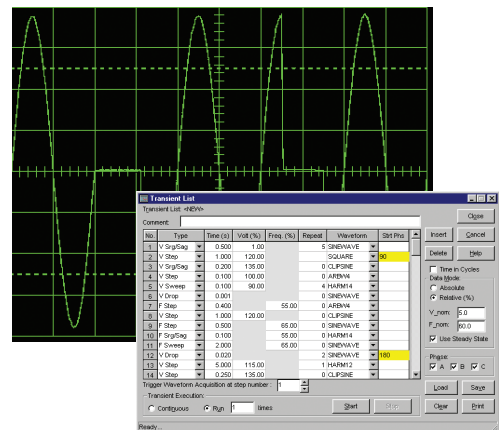 Transient List
Transient List: <NEW>
Comment:
Close
Insert
Cancel
Delete
Help
No. Type Time (s) Volt (%) Freq. (%) Repeat Waveform Strt Phs
1 V Srg/Sag 0.500 1.00 5 SINEWAVE
2 V Step 1.000 120.00 SQUARE 90
3 V Srg/Sag 0.200 135.00 0 CLIPSINE
4 V Step 0.100 100.00 0 ARBW4
5 V Sweep 0.100 90.00 4 HARM14
6 V Drop 0.001 0 SINEWAVE
7 F Step 0.400 55.00 0 ARBW4
8 V Step 1.000 120.00 0 CLIPSINE
9 F Step 0.500 65.00 0 SINEWAVE
10 F Srg/Sag 0.100 55.00 0 HARM14
11 F Sweep 2.000 65.00 0 SINEWAVE
12 V Drop 0.020 2 SINEWAVE 180
13 V Step 5.000 115.00 1 HARM12
14 V Step 0.250 135.00 0 CLIPSINE
Time in Cycles
Data Mode:
Absolute
Relative (%)
V_nom: 5.0
F_nom: 60.0
Use Steady State
Phase:
A B C
Trigger Waveform Acquisition at step number: 1
Transient Execution:
Continuous Run 1 times
Start
Stop
Load
Save
Clear
Print
Ready...